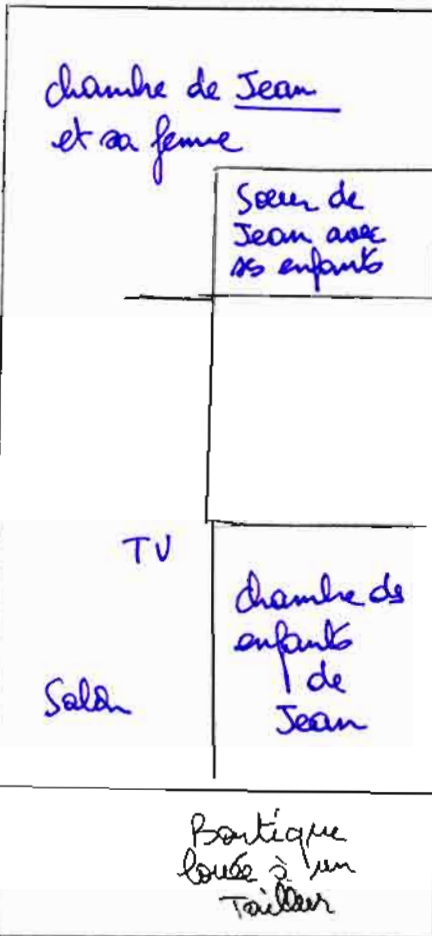 chambre de Jean
et sa femme
Soeur de
Jean avec
ses enfants
TV
Salon
chambre des
enfants
de
Jean
Boutique
louée à un
Tailleur